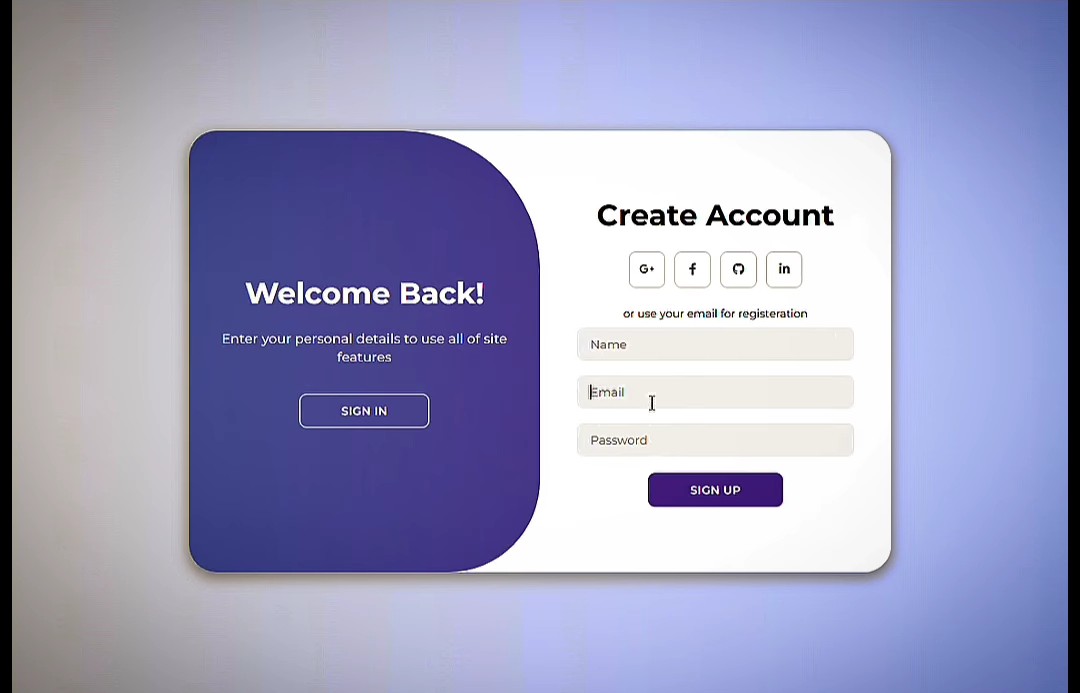 Welcome Back!
Enter your personal details to use all of site
features
SIGN IN
Create Account
G+ f in
or use your email for registeration
Name
Email
Password
SIGN UP